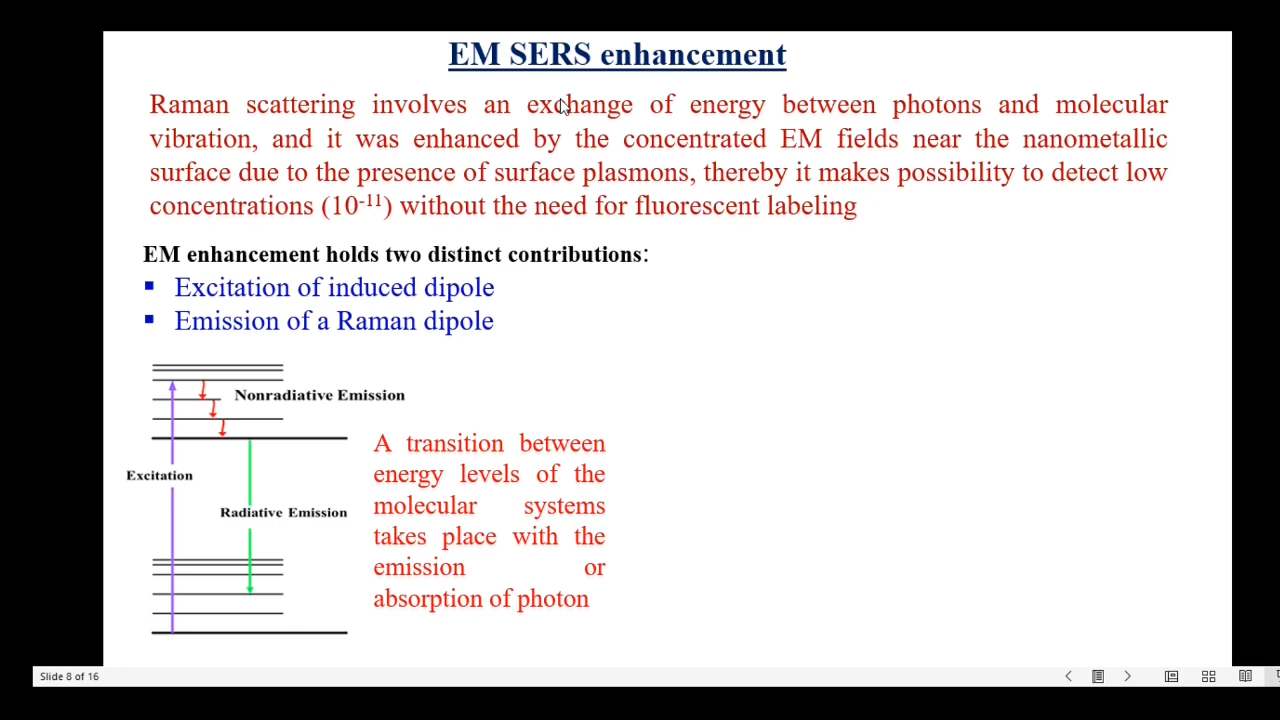 EM SERS enhancement
Raman scattering involves an exchange of energy between photons and molecular
vibration, and it was enhanced by the concentrated EM fields near the nanometallic
surface due to the presence of surface plasmons, thereby it makes possibility to detect low
concentrations (10⁻¹¹) without the need for fluorescent labeling
EM enhancement holds two distinct contributions:
▪ Excitation of induced dipole
▪ Emission of a Raman dipole
Nonradiative Emission
Excitation
Radiative Emission
A transition between
energy levels of the
molecular systems
takes place with the
emission or
absorption of photon
Slide 8 of 16